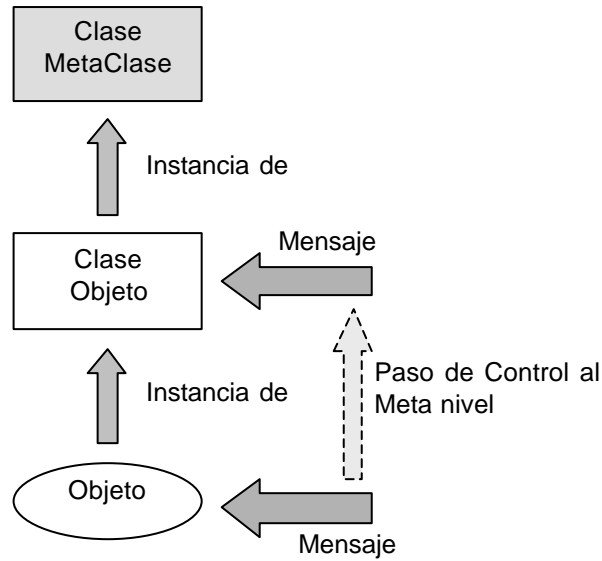 Clase
MetaClase
Instancia de
Mensaje
Clase
Objeto
Paso de Control al
Meta nivel
Instancia de
Objeto
Mensaje